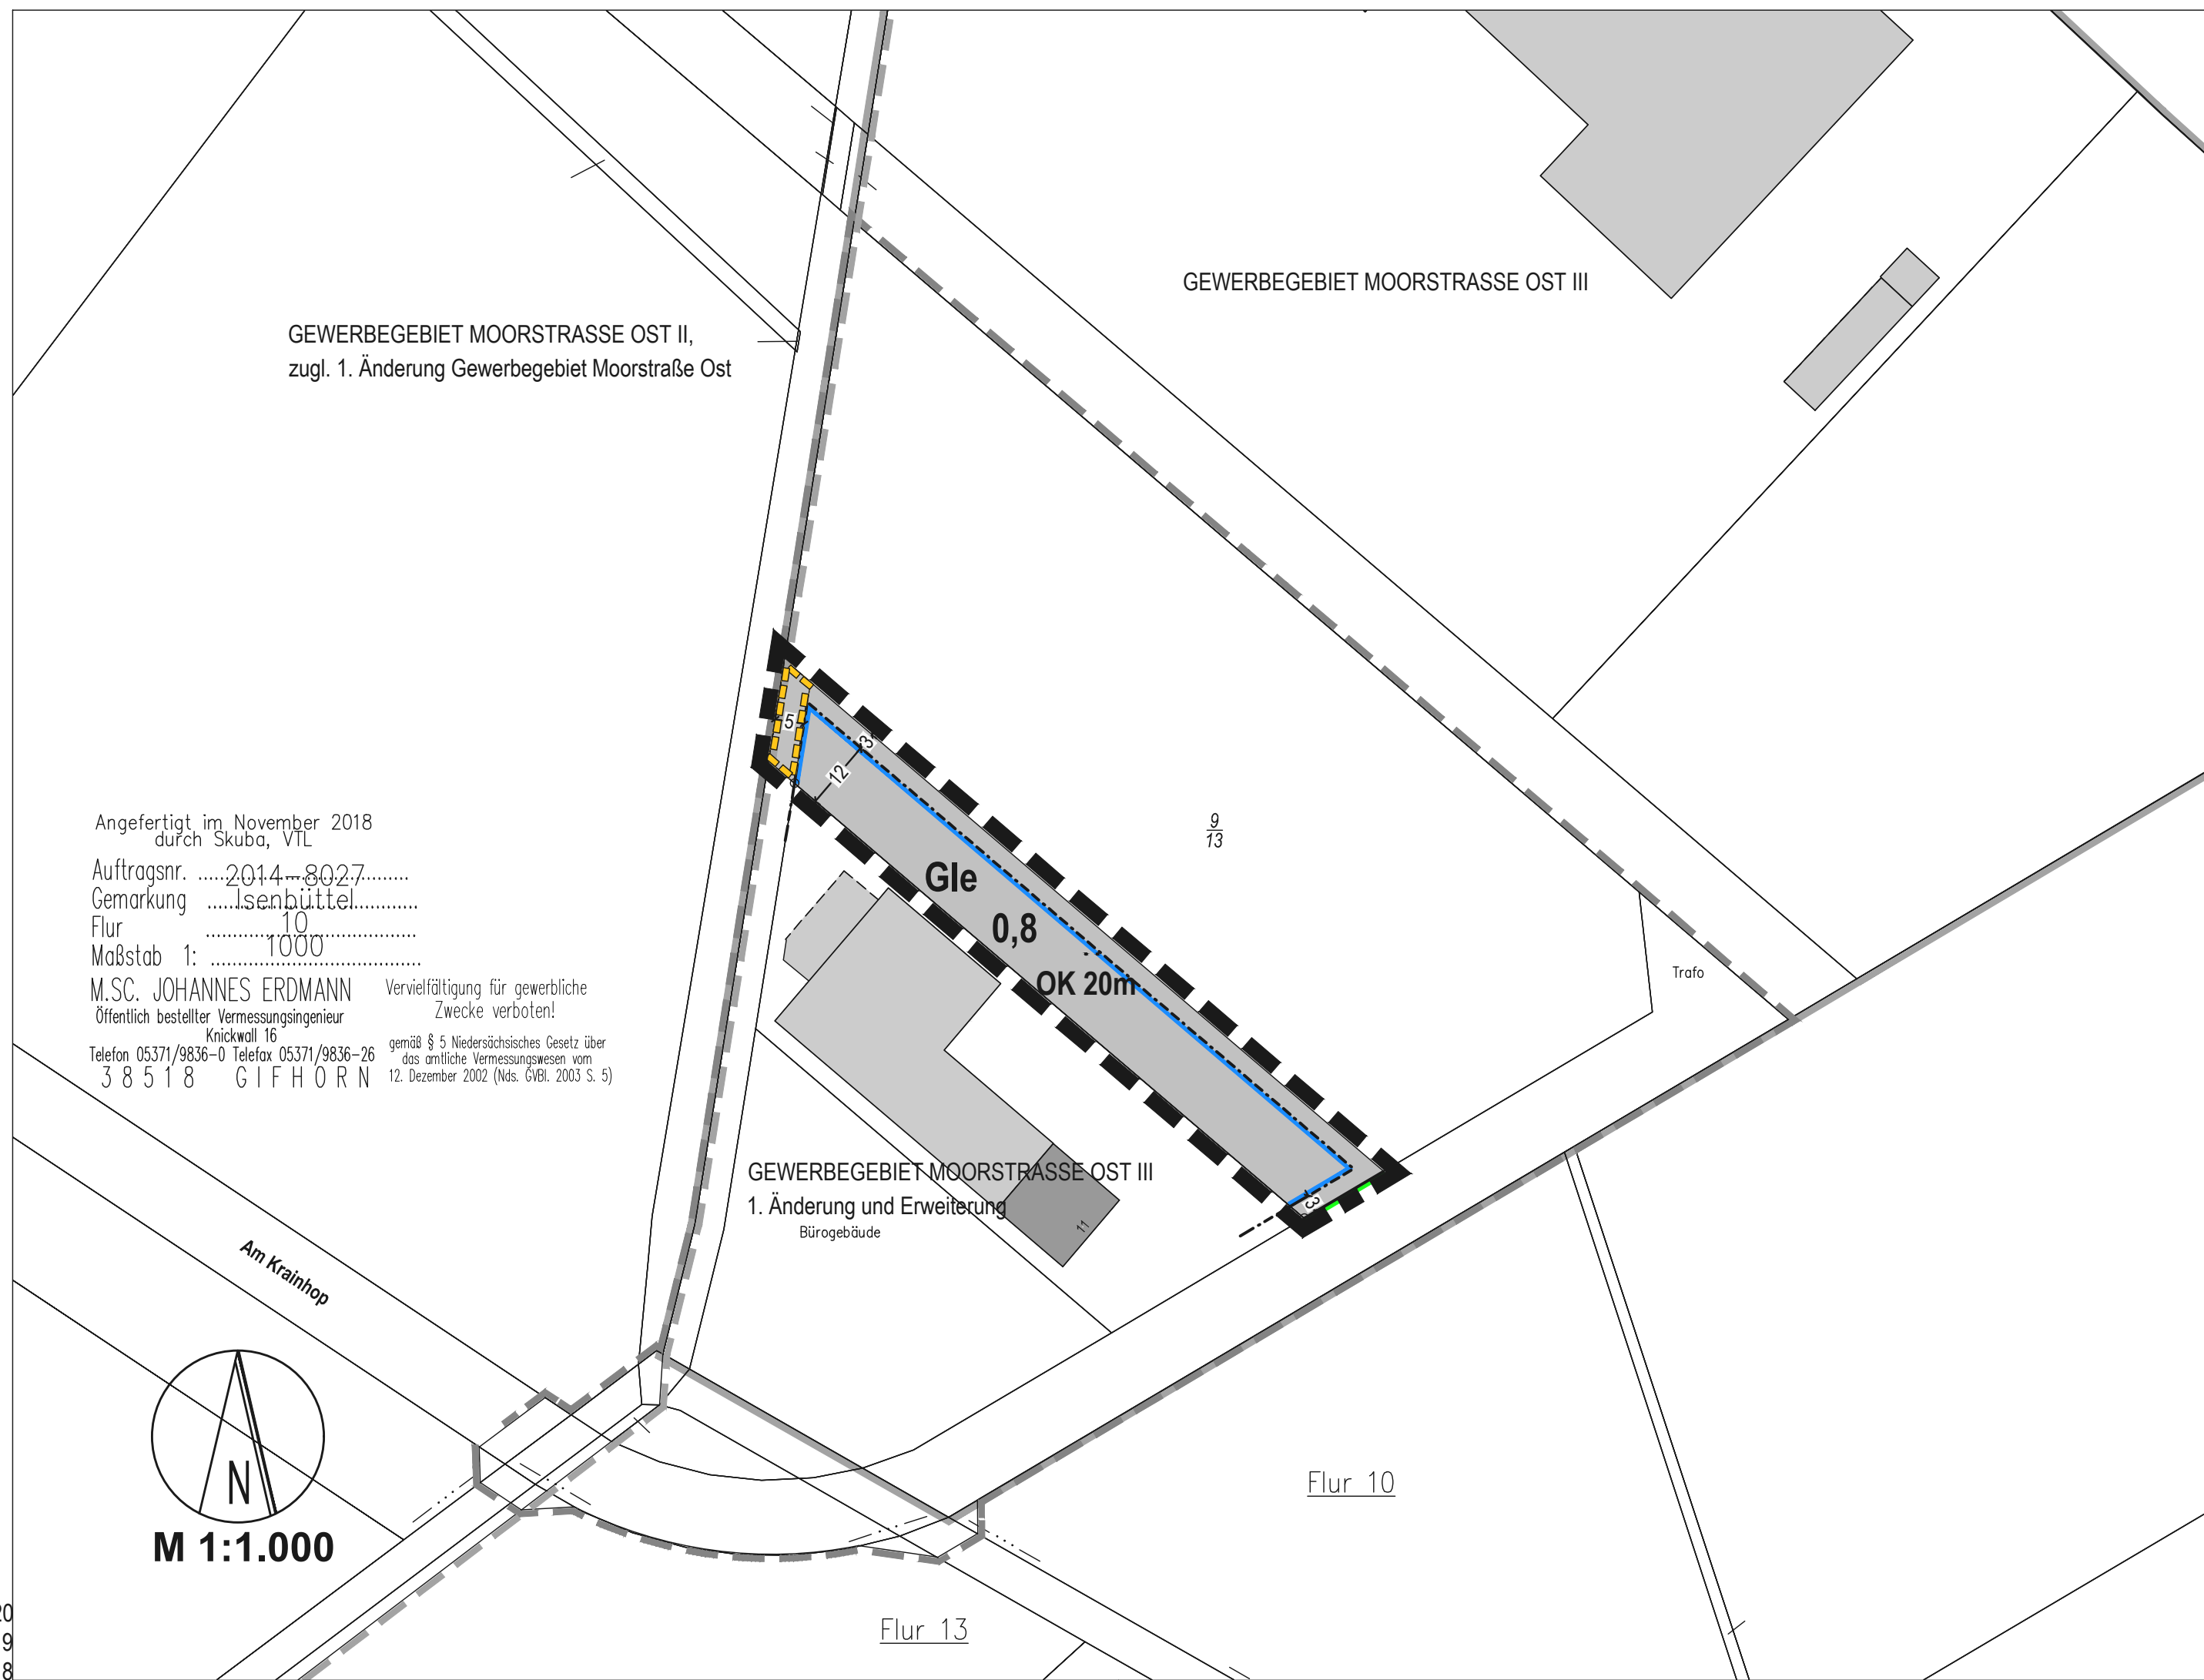 GEWERBEGEBIET MOORSTRASSE OST III
GEWERBEGEBIET MOORSTRASSE OST II,
zugl. 1. Änderung Gewerbegebiet Moorstraße Ost
5
3
12
9
13
GIe
0,8
OK 20m
Trafo
3
Angefertigt im November 2018
durch Skuba, VTL
Auftragsnr. 2014-8027
Gemarkung Isenbüttel
Flur 10
Maßstab 1: 1000
M.SC. JOHANNES ERDMANN
Öffentlich bestellter Vermessungsingenieur
Knickwall 16
Telefon 05371/9836-0 Telefax 05371/9836-26
38518 GIFHORN
Vervielfältigung für gewerbliche
Zwecke verboten!
gemäß § 5 Niedersächsisches Gesetz über
das amtliche Vermessungswesen vom
12. Dezember 2002 (Nds. GVBl. 2003 S. 5)
GEWERBEGEBIET MOORSTRASSE OST III
1. Änderung und Erweiterung
Bürogebäude
11
Am Krainhop
N
M 1:1.000
Flur 10
Flur 13
20
9
8